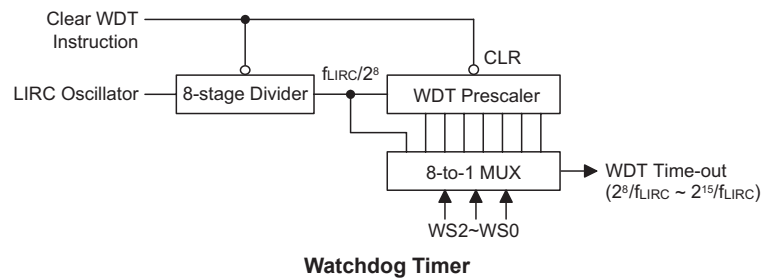 Clear WDT
Instruction
CLR
fLIRC/2⁸
LIRC Oscillator
8-stage Divider
WDT Prescaler
8-to-1 MUX
WDT Time-out
(2⁸/fLIRC ~ 2¹⁵/fLIRC)
WS2~WS0
Watchdog Timer